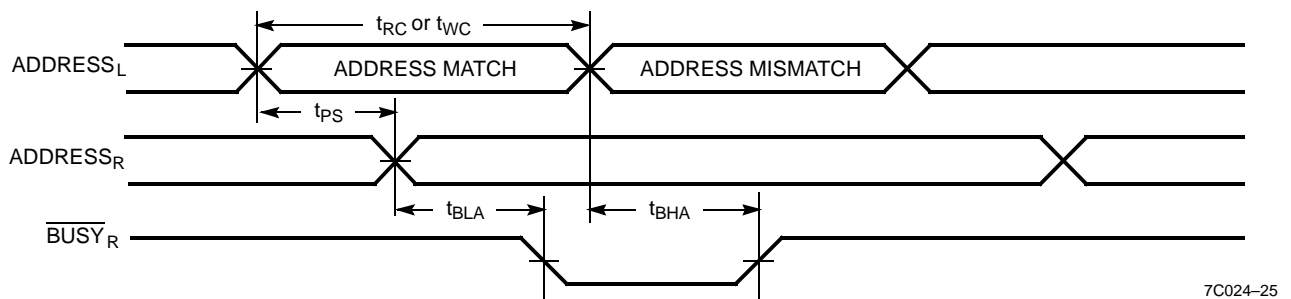 tRC or tWC
ADDRESSL
ADDRESS MATCH
ADDRESS MISMATCH
tPS
ADDRESSR
tBLA
tBHA
BUSYR
7C024–25